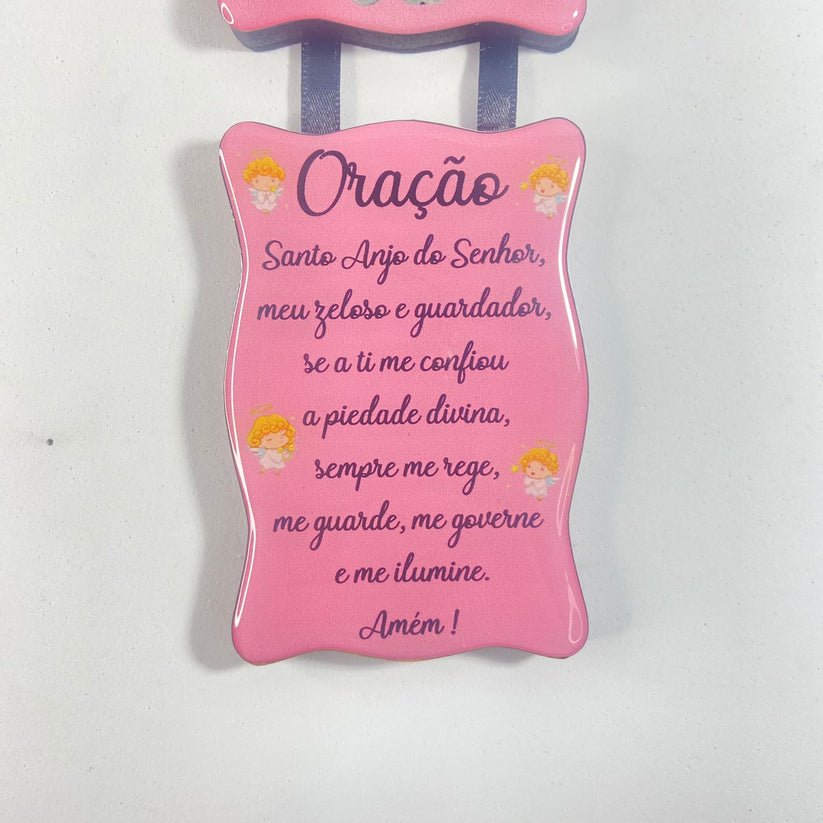 Oração
Santo Anjo do Senhor,
meu zeloso e guardador,
se a ti me confiou
a piedade divina,
sempre me rege,
me guarde, me governe
e me ilumine.
Amém !